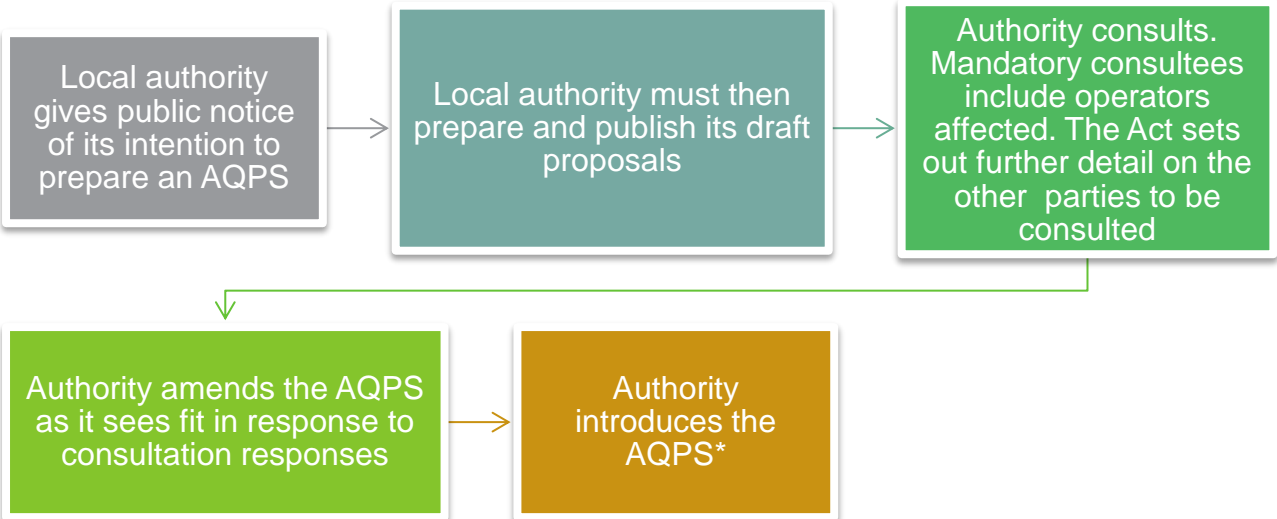 Local authority
gives public notice
of its intention to
prepare an AQPS
Local authority must then
prepare and publish its draft
proposals
Authority consults.
Mandatory consultees
include operators
affected. The Act sets
out further detail on the
other parties to be
consulted
Authority amends the AQPS
as it sees fit in response to
consultation responses
Authority
introduces the
AQPS*